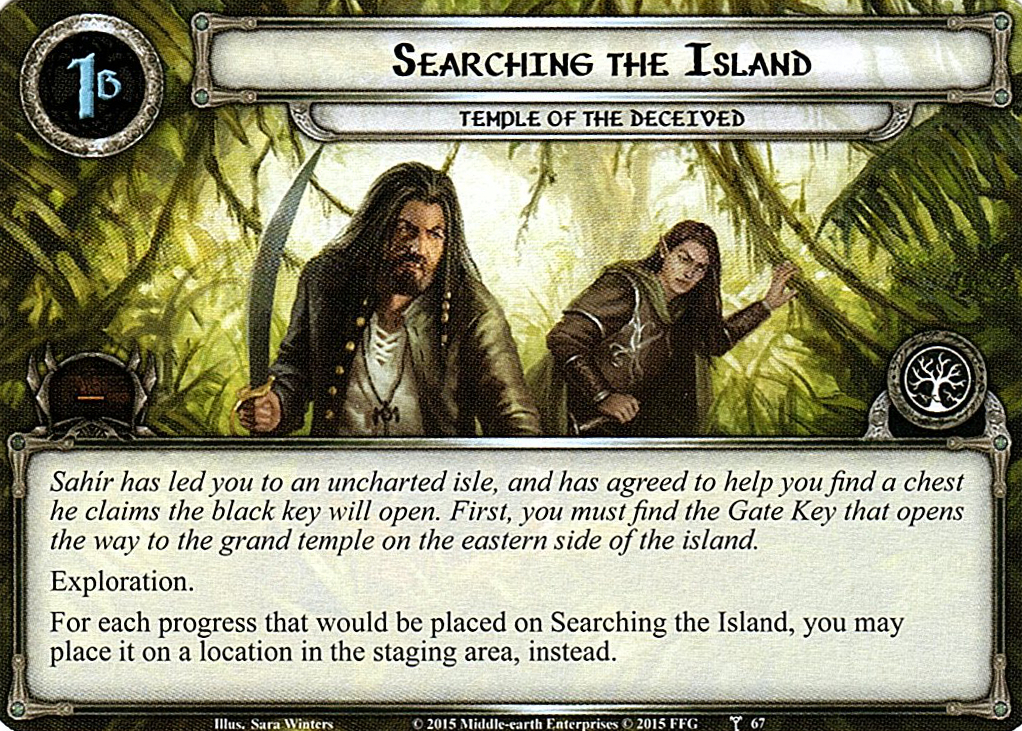 1B
SEARCHING THE ISLAND
TEMPLE OF THE DECEIVED
–
Sahír has led you to an uncharted isle, and has agreed to help you find a chest
he claims the black key will open. First, you must find the Gate Key that opens
the way to the grand temple on the eastern side of the island.
Exploration.
For each progress that would be placed on Searching the Island, you may
place it on a location in the staging area, instead.
Illus. Sara Winters © 2015 Middle-earth Enterprises © 2015 FFG 67